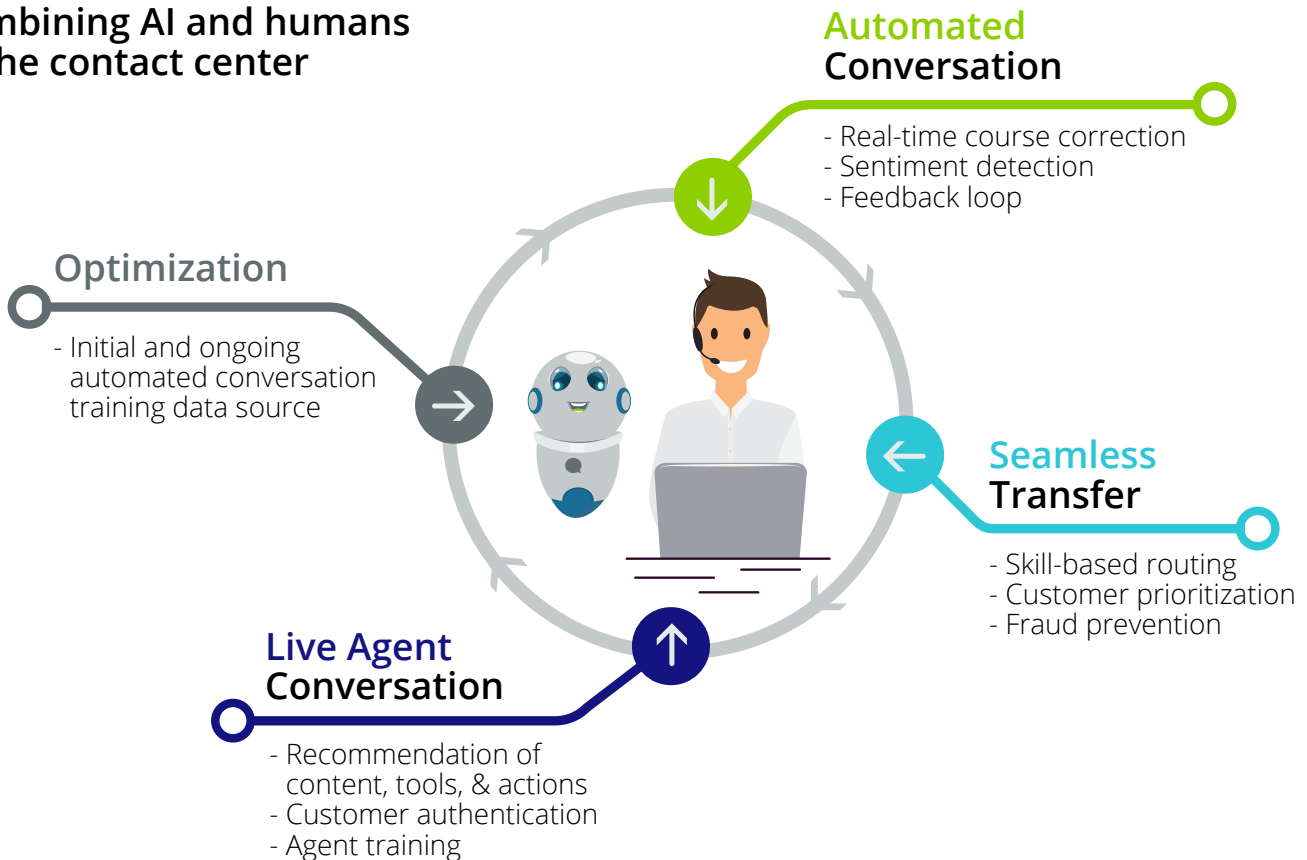 mbining AI and humans
he contact center
Automated
Conversation
- Real-time course correction
- Sentiment detection
- Feedback loop
Optimization
- Initial and ongoing
automated conversation
training data source
Seamless
Transfer
- Skill-based routing
- Customer prioritization
- Fraud prevention
Live Agent
Conversation
- Recommendation of
content, tools, & actions
- Customer authentication
- Agent training